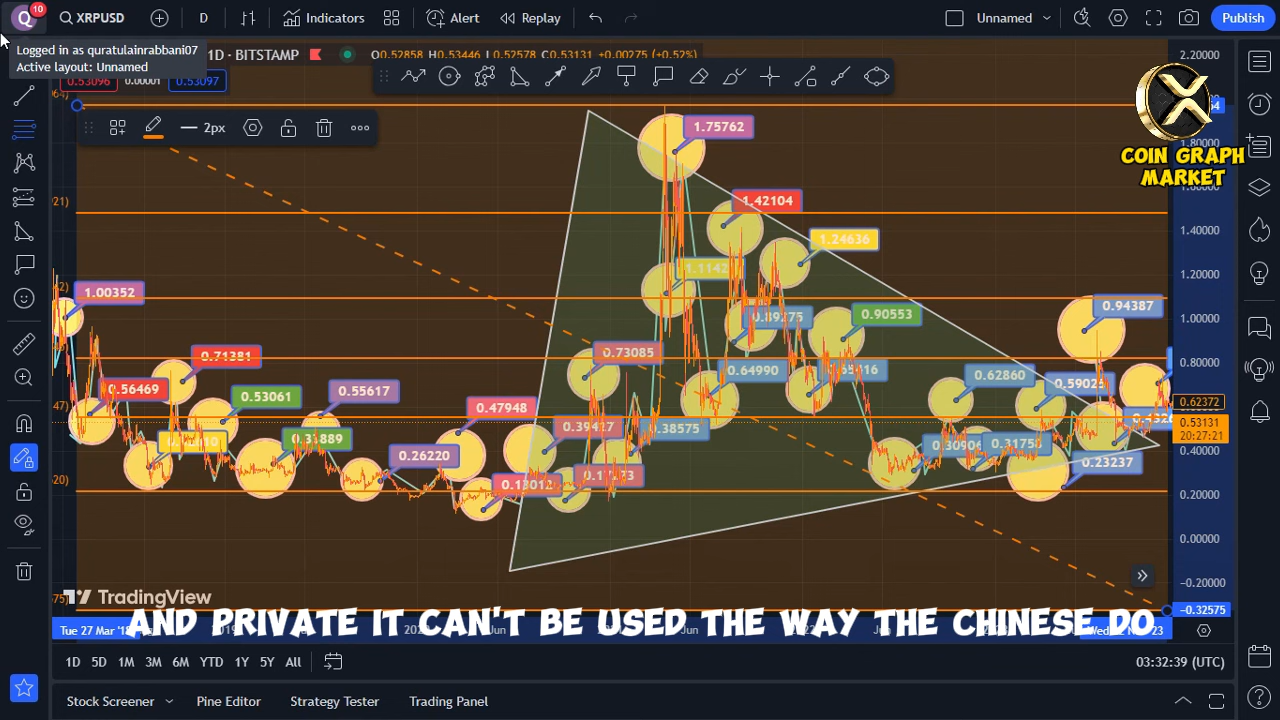 Q 10 XRPUSD D Indicators Alert Replay Unnamed Publish
Logged in as quratulainrabbani07
Active layout: Unnamed
1D · BITSTAMP O0.52858 H0.53446 L0.52578 C0.53131 +0.00275 (+0.52%)
0.53096 0.00001 0.53097
2px
COIN GRAPH
MARKET
2.20000
1.80000
1.40000
1.20000
1.00000
0.80000
0.62372
0.53131
20:27:21
0.40000
0.20000
0.00000
−0.20000
−0.32575
1.75762
1.42104
1.24636
1.00352
0.94387
0.89275
0.90553
0.71381
0.73085
0.56469
0.53061
0.55617
0.64990
0.62860
0.47948
0.38575
0.26220
0.31758
0.23237
TradingView
AND PRIVATE IT CAN'T BE USED THE WAY THE CHINESE DO
Tue 27 Mar '18 2019 Jun Jun
1D 5D 1M 3M 6M YTD 1Y 5Y All 03:32:39 (UTC)
Stock Screener Pine Editor Strategy Tester Trading Panel